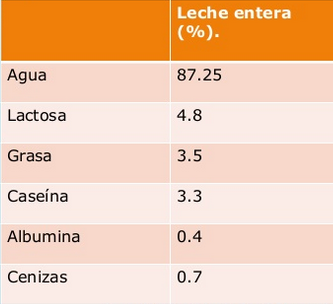 Leche entera
(%).
Agua 87.25
Lactosa 4.8
Grasa 3.5
Caseína 3.3
Albumina 0.4
Cenizas 0.7